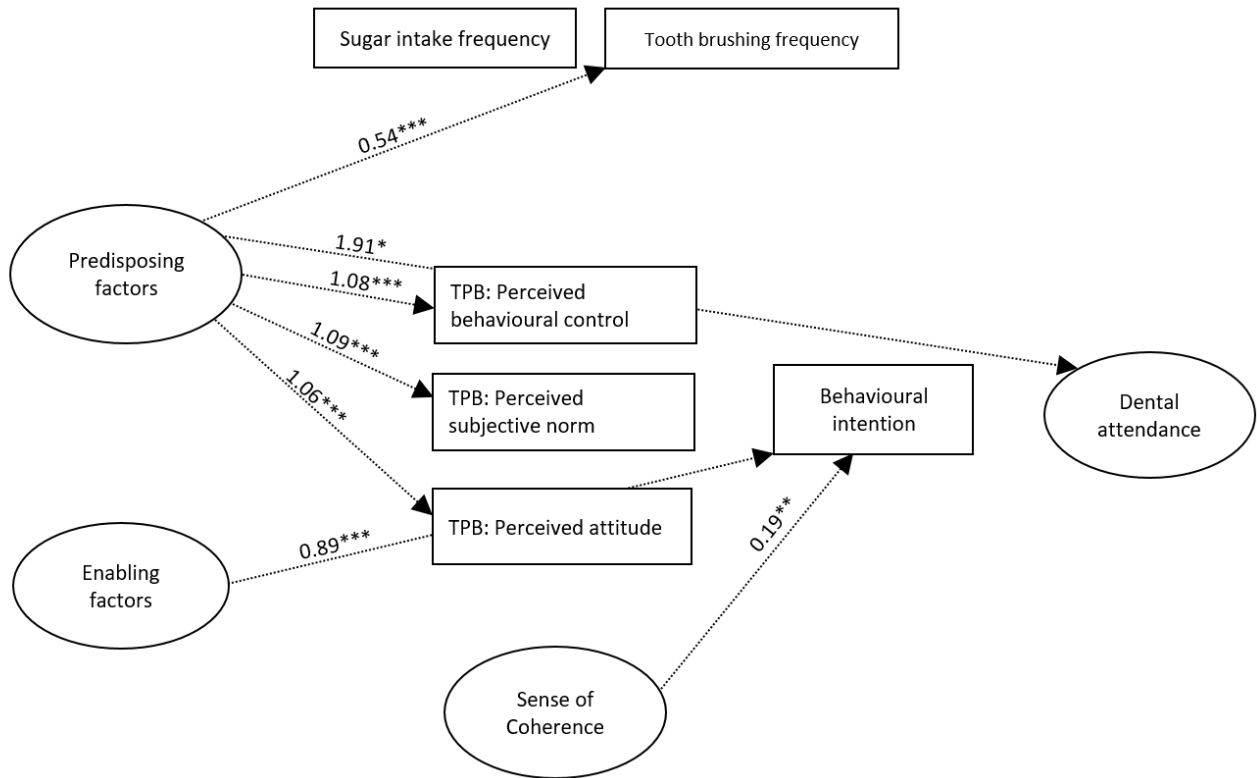 Sugar intake frequency
Tooth brushing frequency
0.54***
Predisposing
factors
1.91*
1.08***
TPB: Perceived
behavioural control
1.09***
1.06***
TPB: Perceived
subjective norm
Behavioural
intention
Dental
attendance
TPB: Perceived attitude
0.89***
Enabling
factors
0.19**
Sense of
Coherence